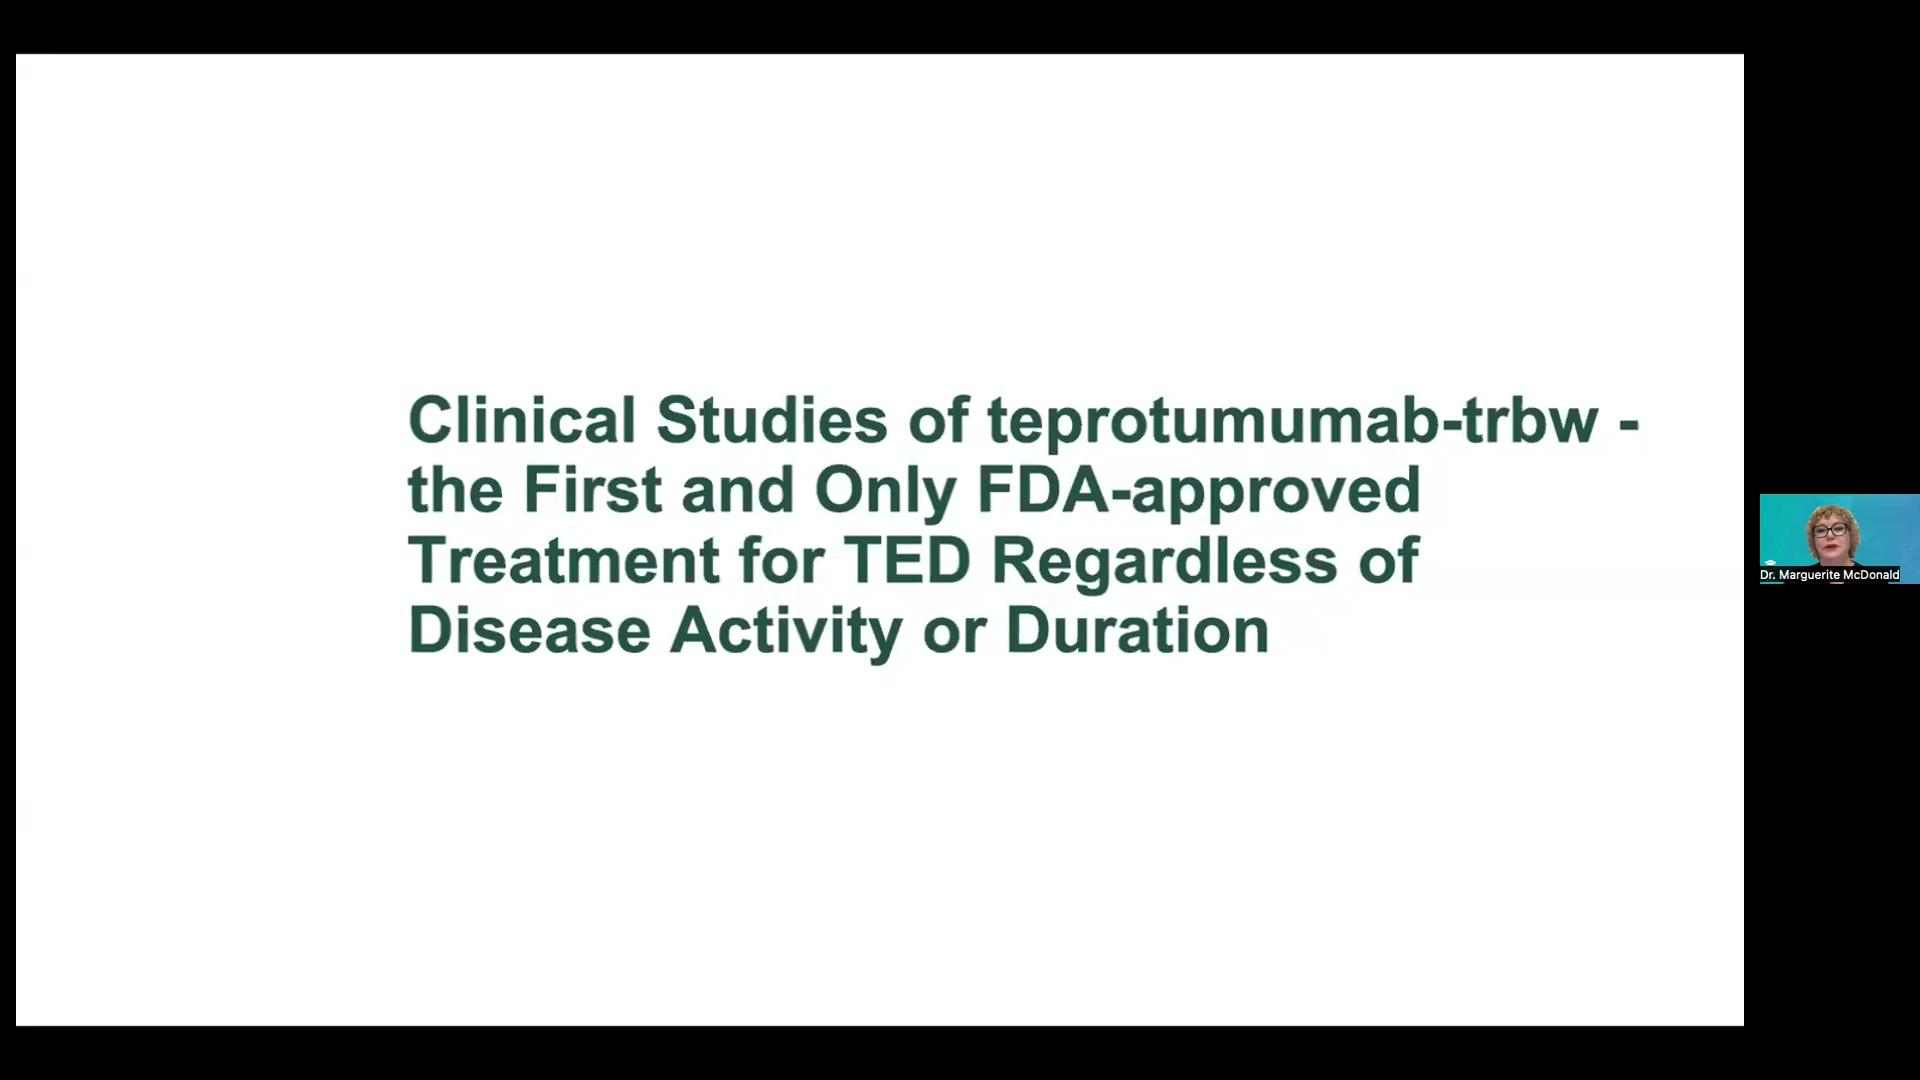 Clinical Studies of teprotumumab-trbw -
the First and Only FDA-approved
Treatment for TED Regardless of
Disease Activity or Duration
Dr. Marguerite McDonald